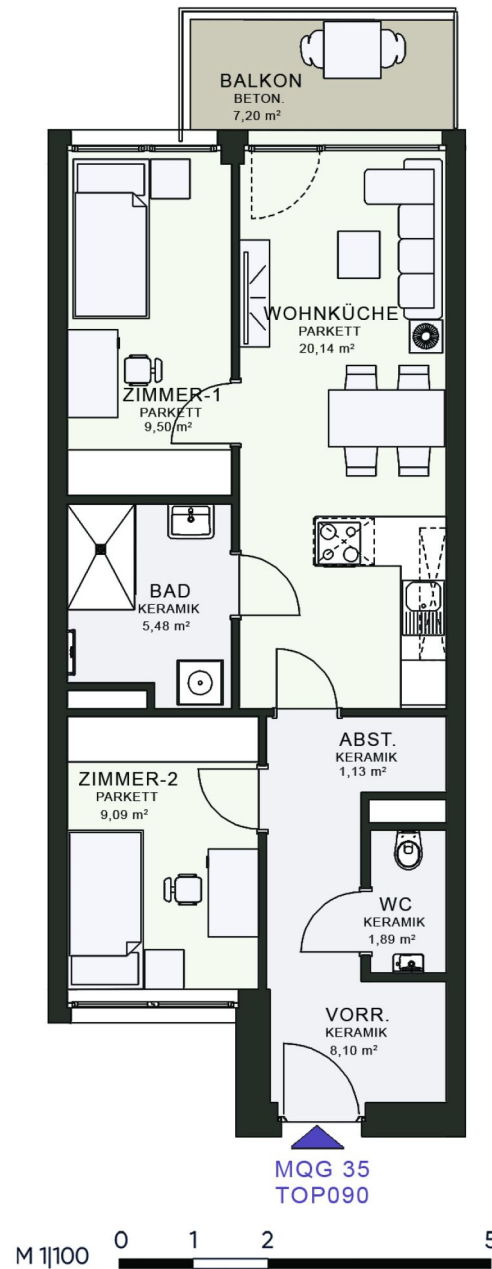 BALKON
BETON.
7,20 m²
WOHNKÜCHE
PARKETT
20,14 m²
ZIMMER-1
PARKETT
9,50 m²
BAD
KERAMIK
5,48 m²
ABST.
KERAMIK
1,13 m²
ZIMMER-2
PARKETT
9,09 m²
WC
KERAMIK
1,89 m²
VORR.
KERAMIK
8,10 m²
MQG 35
TOP090
M 1|100 0 1 2 5